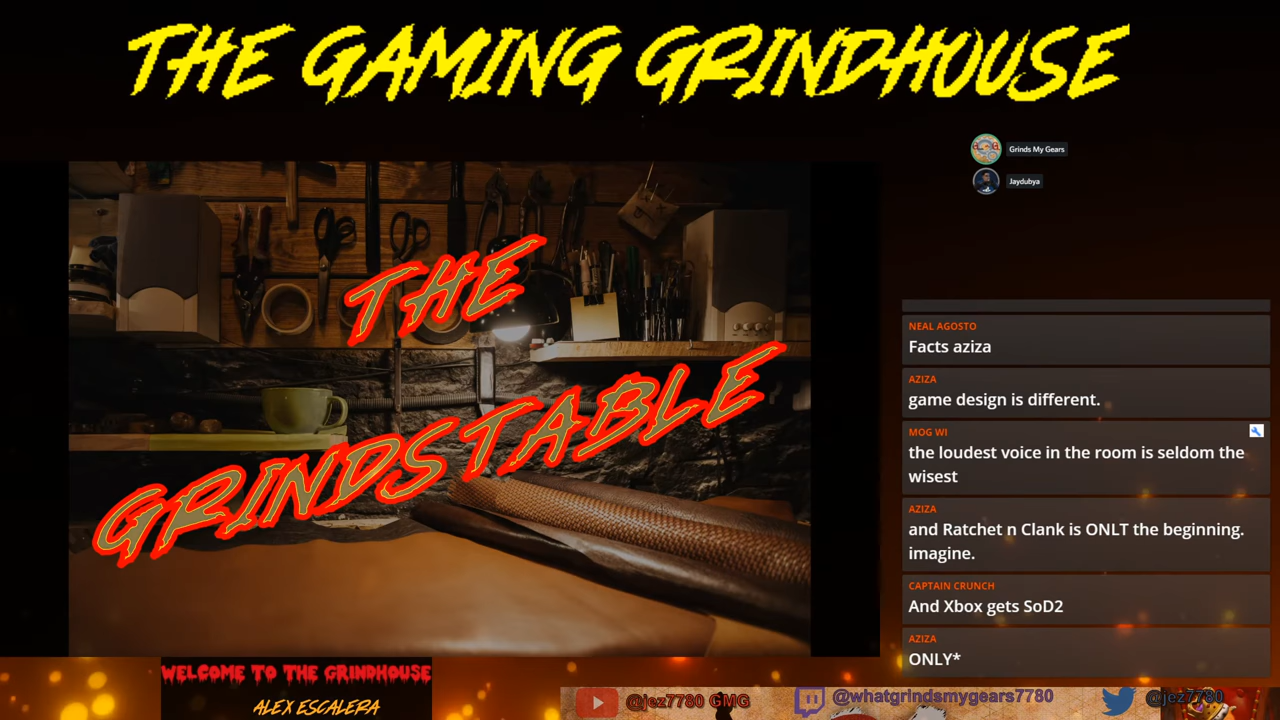 THE GAMING GRINDHOUSE
Grinds My Gears
Jaydubya
THE
GRINDSTABLE
NEAL AGOSTO
Facts aziza
AZIZA
game design is different.
MOG WI
the loudest voice in the room is seldom the
wisest
AZIZA
and Ratchet n Clank is ONLT the beginning.
imagine.
CAPTAIN CRUNCH
And Xbox gets SoD2
AZIZA
ONLY*
WELCOME TO THE GRINDHOUSE
ALEX ESCALERA
@jez7780 GMG
@whatgrindsmygears7780
@jez7780